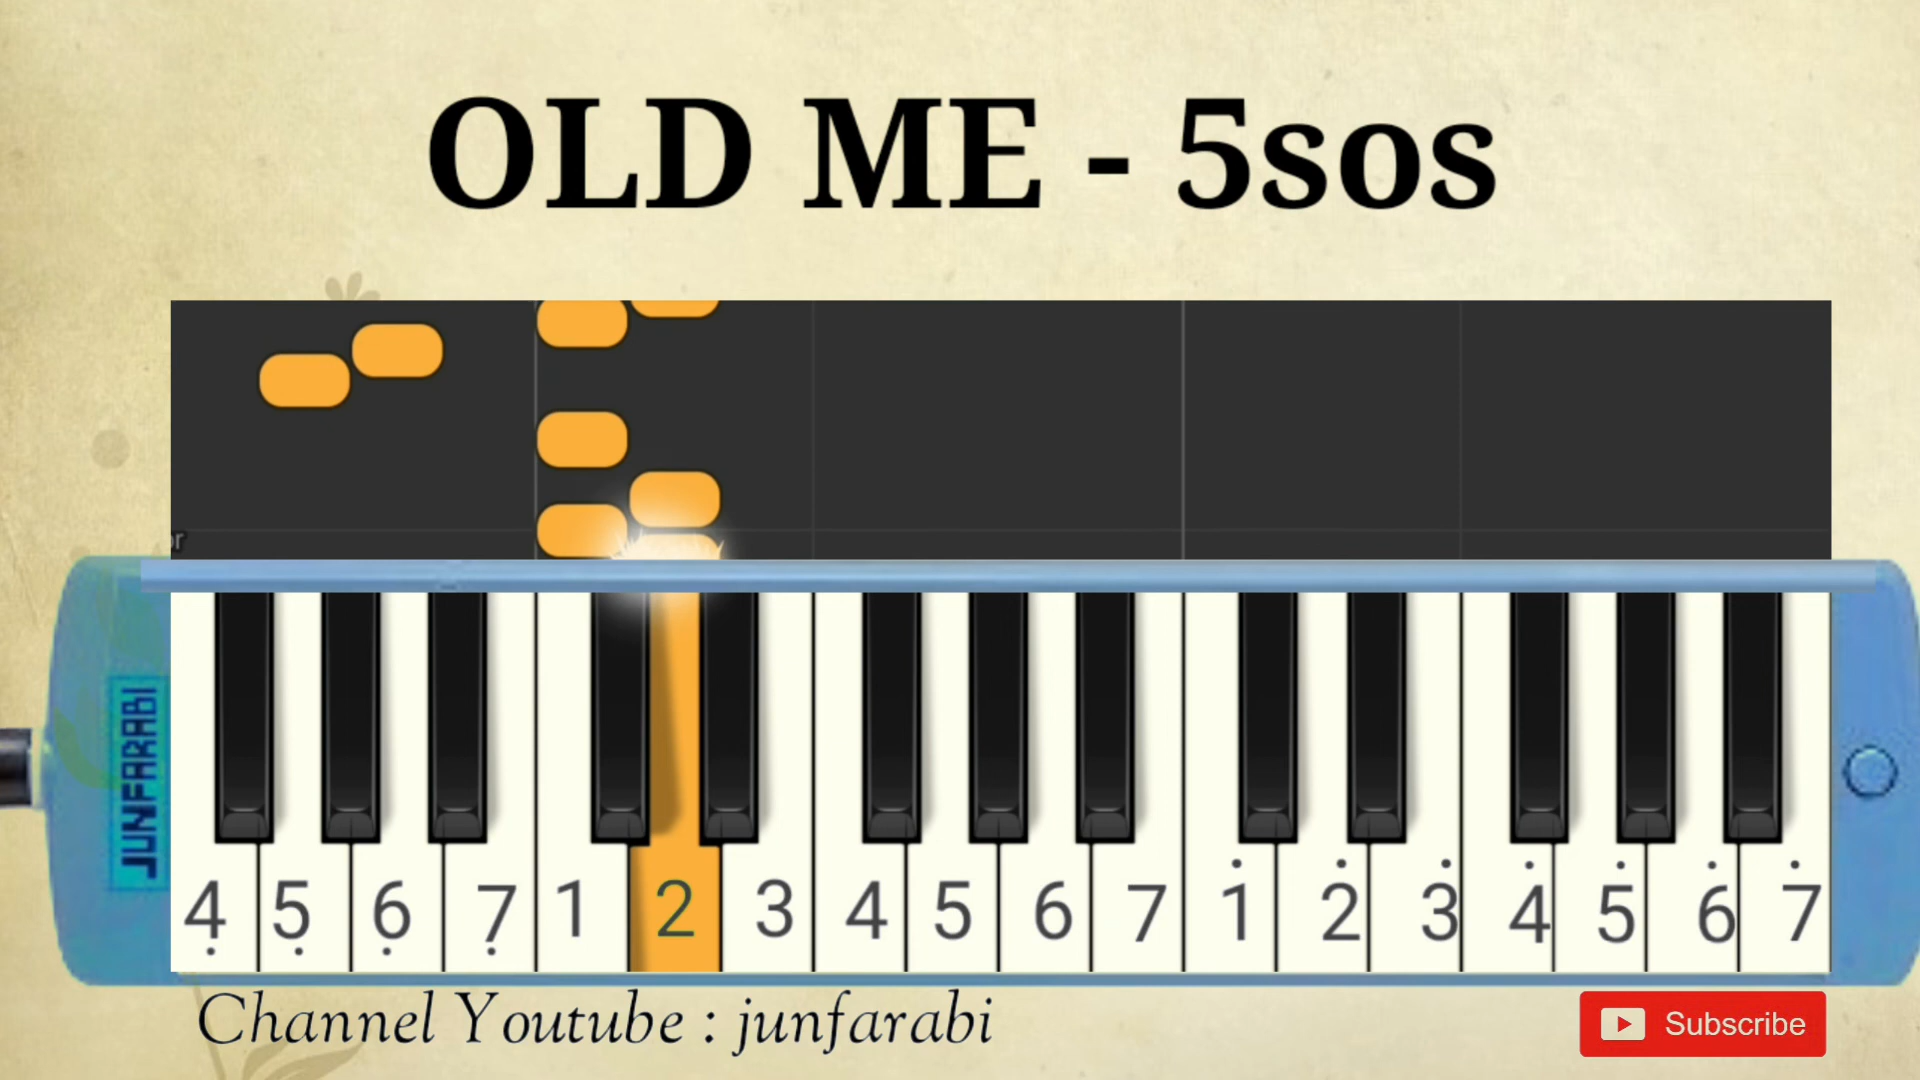 OLD ME - 5sos
or
JUNFARABI
4̣ 5̣ 6̣ 7̣ 1 2 3 4 5 6 7 1̇ 2̇ 3̇ 4̇ 5̇ 6̇ 7̇
Channel Youtube : junfarabi
Subscribe